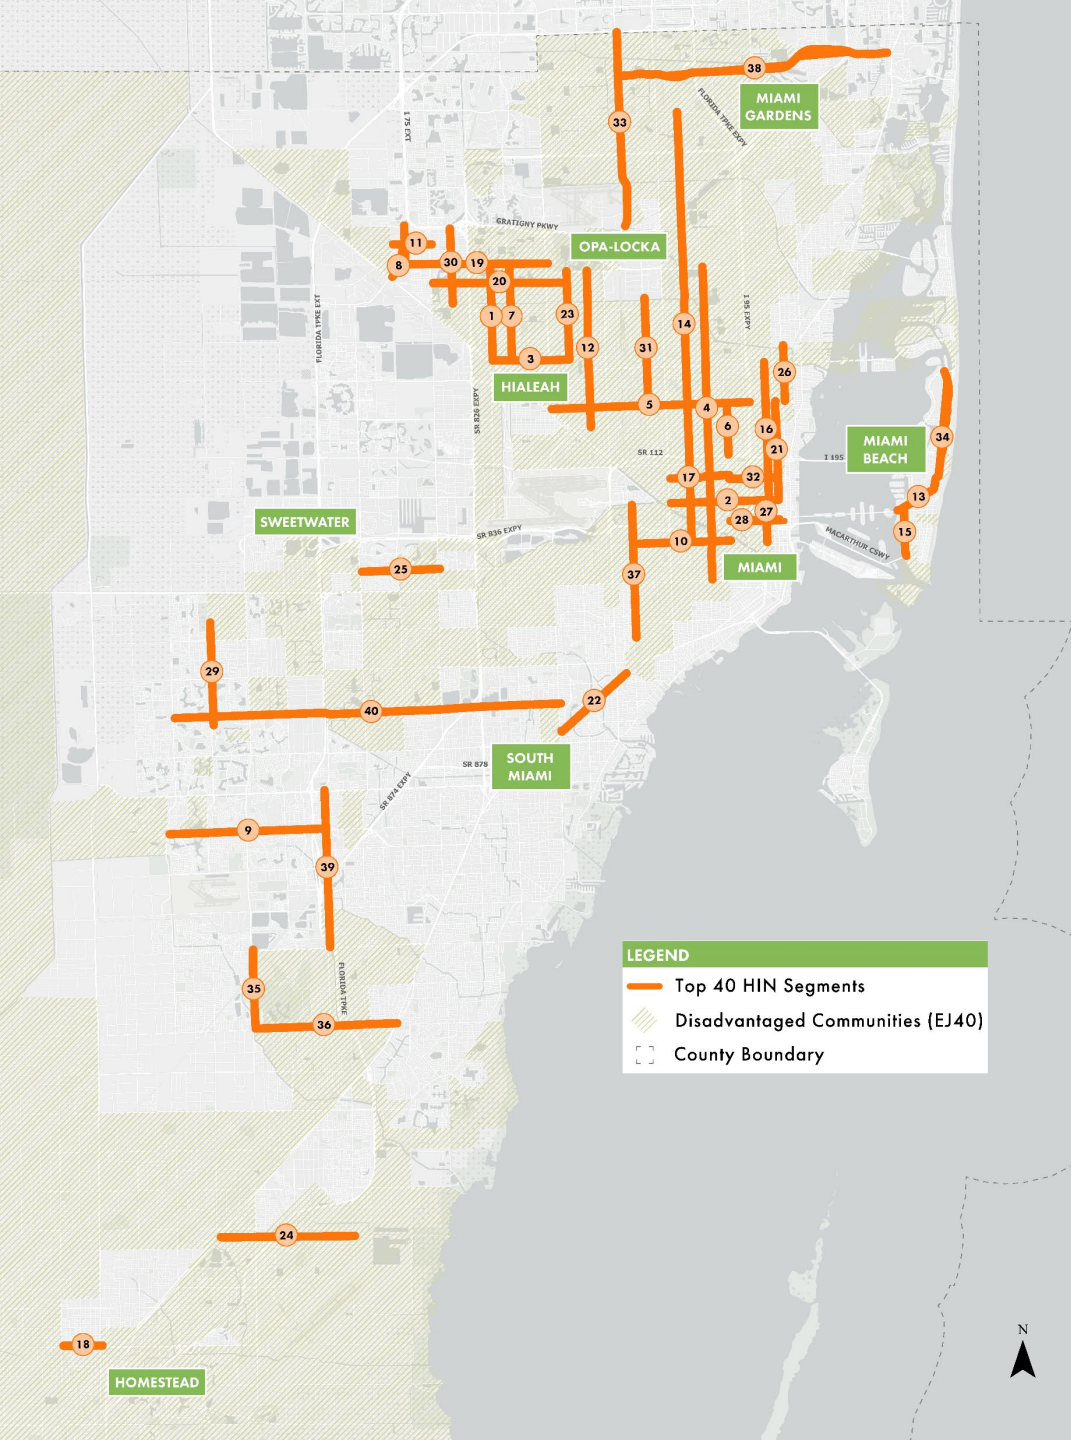 38
MIAMI
GARDENS
FLORIDA TPKE EXPY
I 75 EXT
33
GRATIGNY PKWY
OPA-LOCKA
11
8
30
19
20
FLORIDA TPKE EXT
1
7
23
12
31
14
I 95 EXPY
3
HIALEAH
26
SR 826 EXPY
5
4
6
16
21
34
MIAMI
BEACH
SR 112
I 195
17
32
2
13
27
28
15
SWEETWATER
SR 836 EXPY
10
MACARTHUR CSWY
25
37
MIAMI
29
22
40
SOUTH
MIAMI
SR 878
SR 874 EXPY
9
39
LEGEND
Top 40 HIN Segments
Disadvantaged Communities (EJ40)
County Boundary
FLORIDA TPKE
35
36
24
18
HOMESTEAD
N